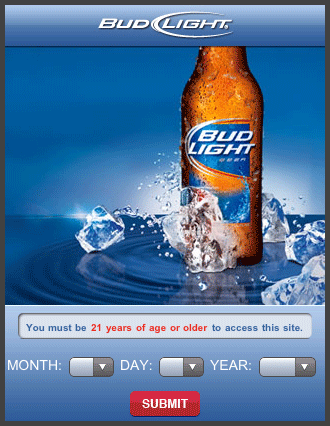 BUD LIGHT
BUD
LIGHT
BEER
You must be 21 years of age or older to access this site.
MONTH: DAY: YEAR:
SUBMIT